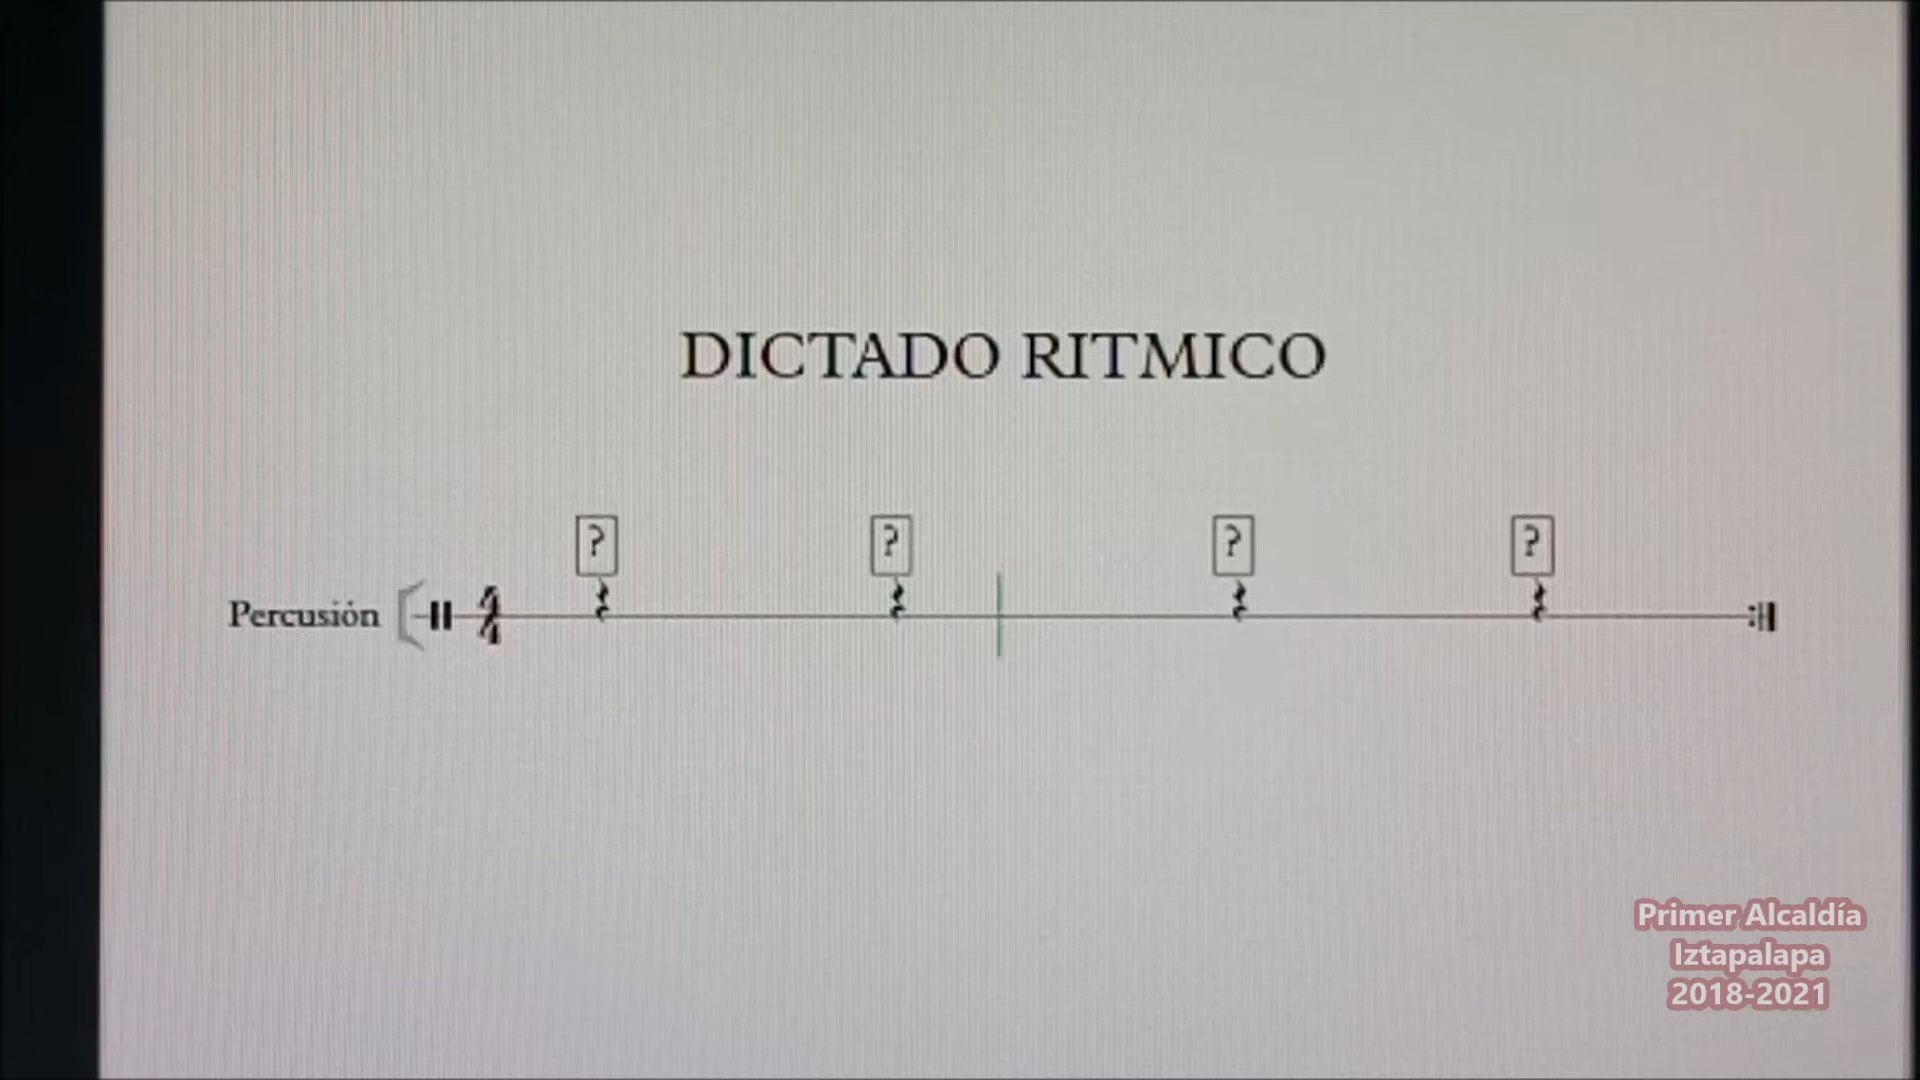 DICTADO RITMICO
? ? ? ?
Percusión
Primer Alcaldía
Iztapalapa
2018-2021